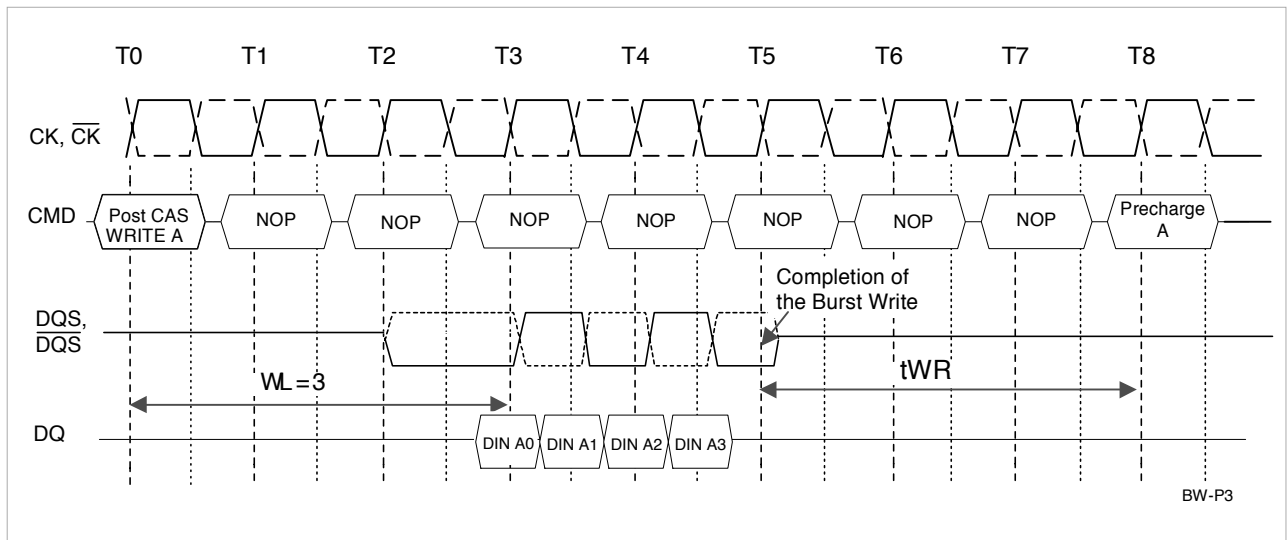 T0 T1 T2 T3 T4 T5 T6 T7 T8
CK, C̅K̅
CMD
Post CAS
WRITE A
NOP NOP NOP NOP NOP NOP NOP
Precharge
A
Completion of
the Burst Write
DQS,
D̅Q̅S̅
WL=3
tWR
DQ
DIN A0 DIN A1 DIN A2 DIN A3
BW-P3